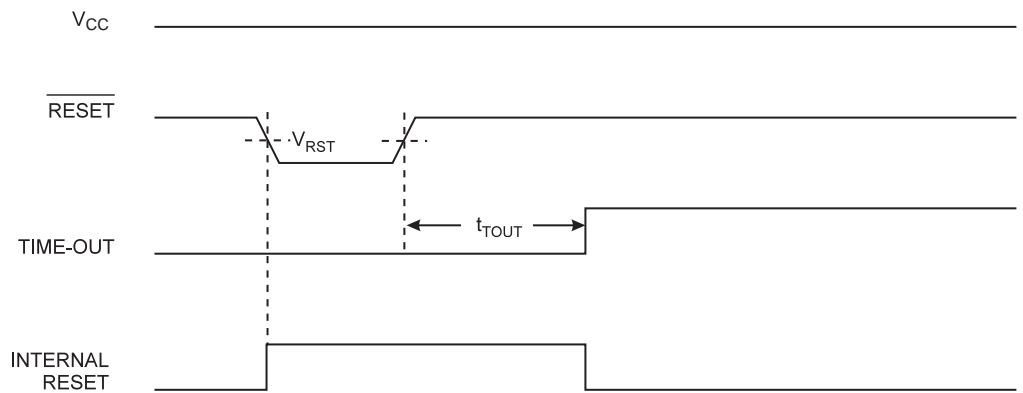 VCC
RESET
VRST
tTOUT
TIME-OUT
INTERNAL
RESET